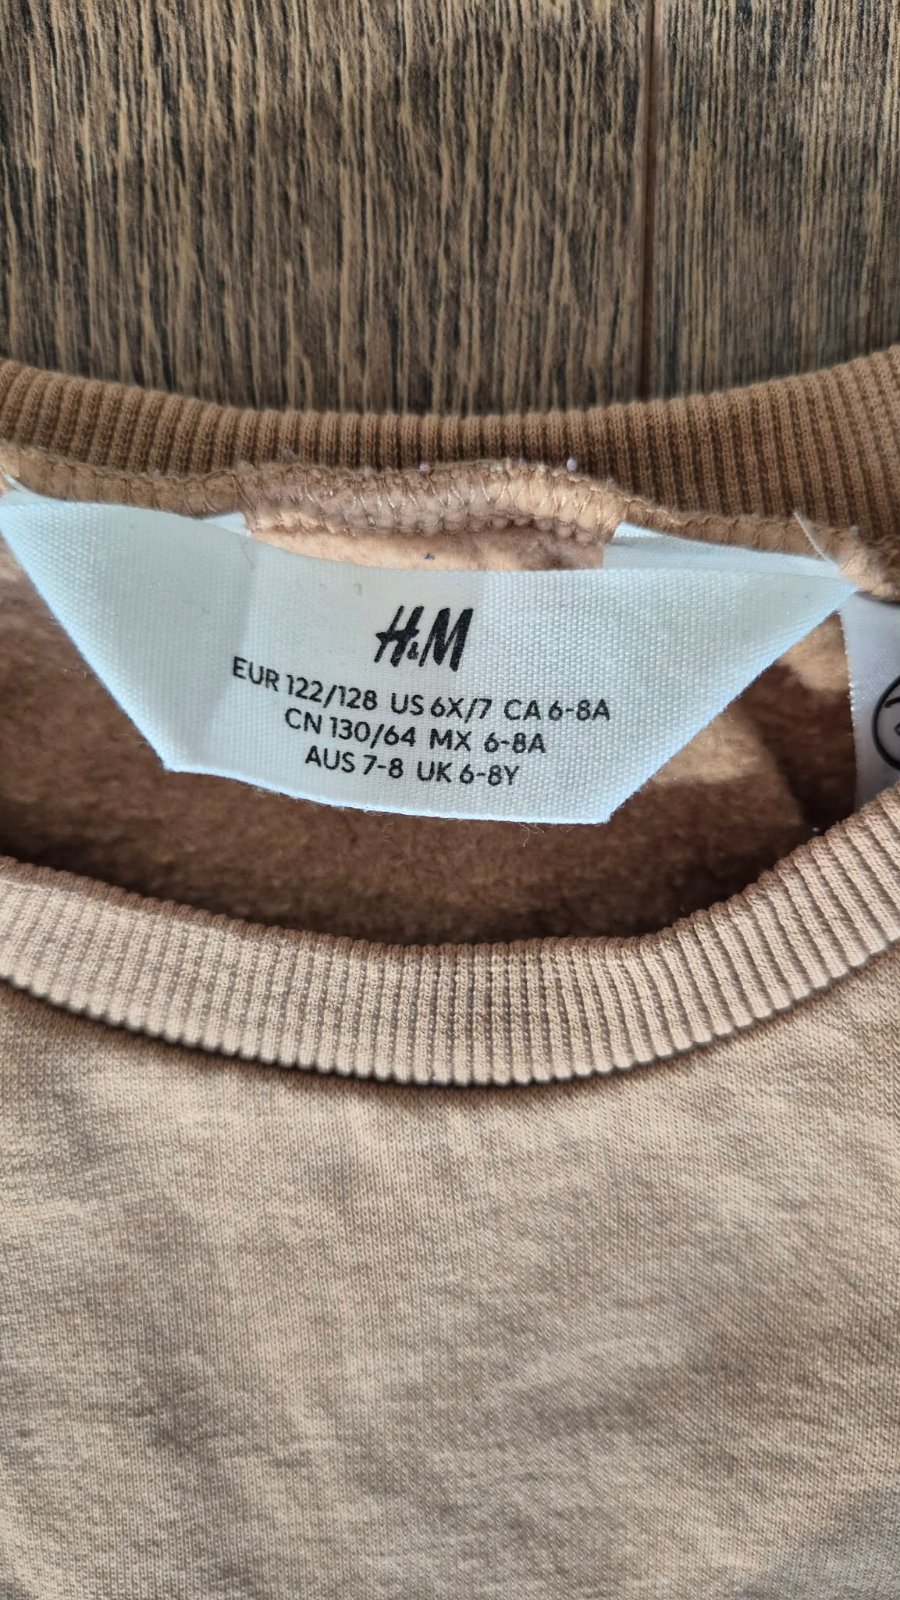 H&M
EUR 122/128 US 6X/7 CA 6-8A
CN 130/64 MX 6-8A
AUS 7-8 UK 6-8Y